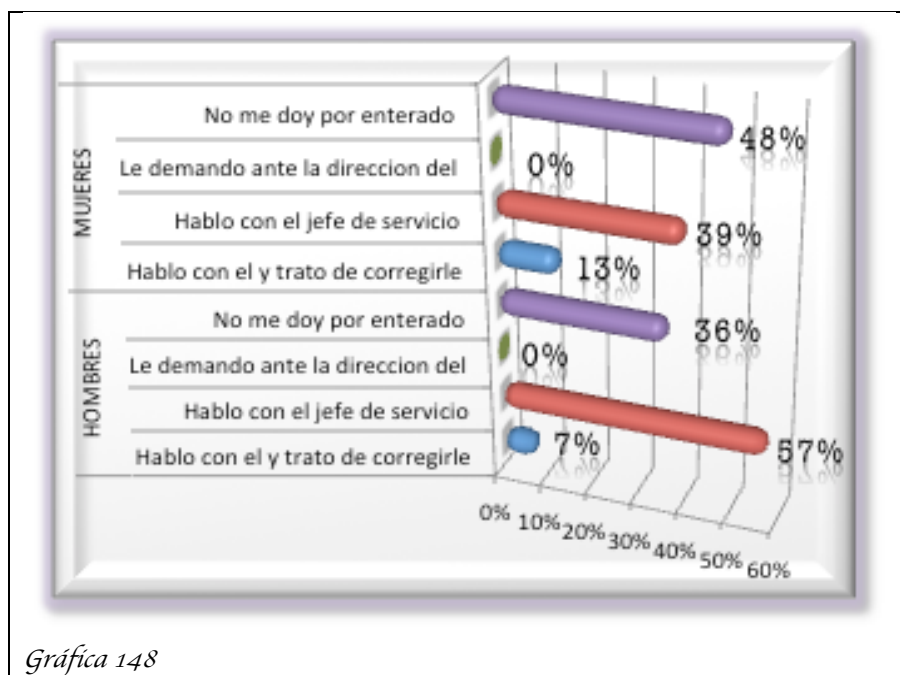 MUJERES
No me doy por enterado
48%
Le demando ante la direccion del
0%
Hablo con el jefe de servicio
39%
Hablo con el y trato de corregirle
13%
HOMBRES
No me doy por enterado
36%
Le demando ante la direccion del
0%
Hablo con el jefe de servicio
57%
Hablo con el y trato de corregirle
7%
0% 10% 20% 30% 40% 50% 60%
Gráfica 148